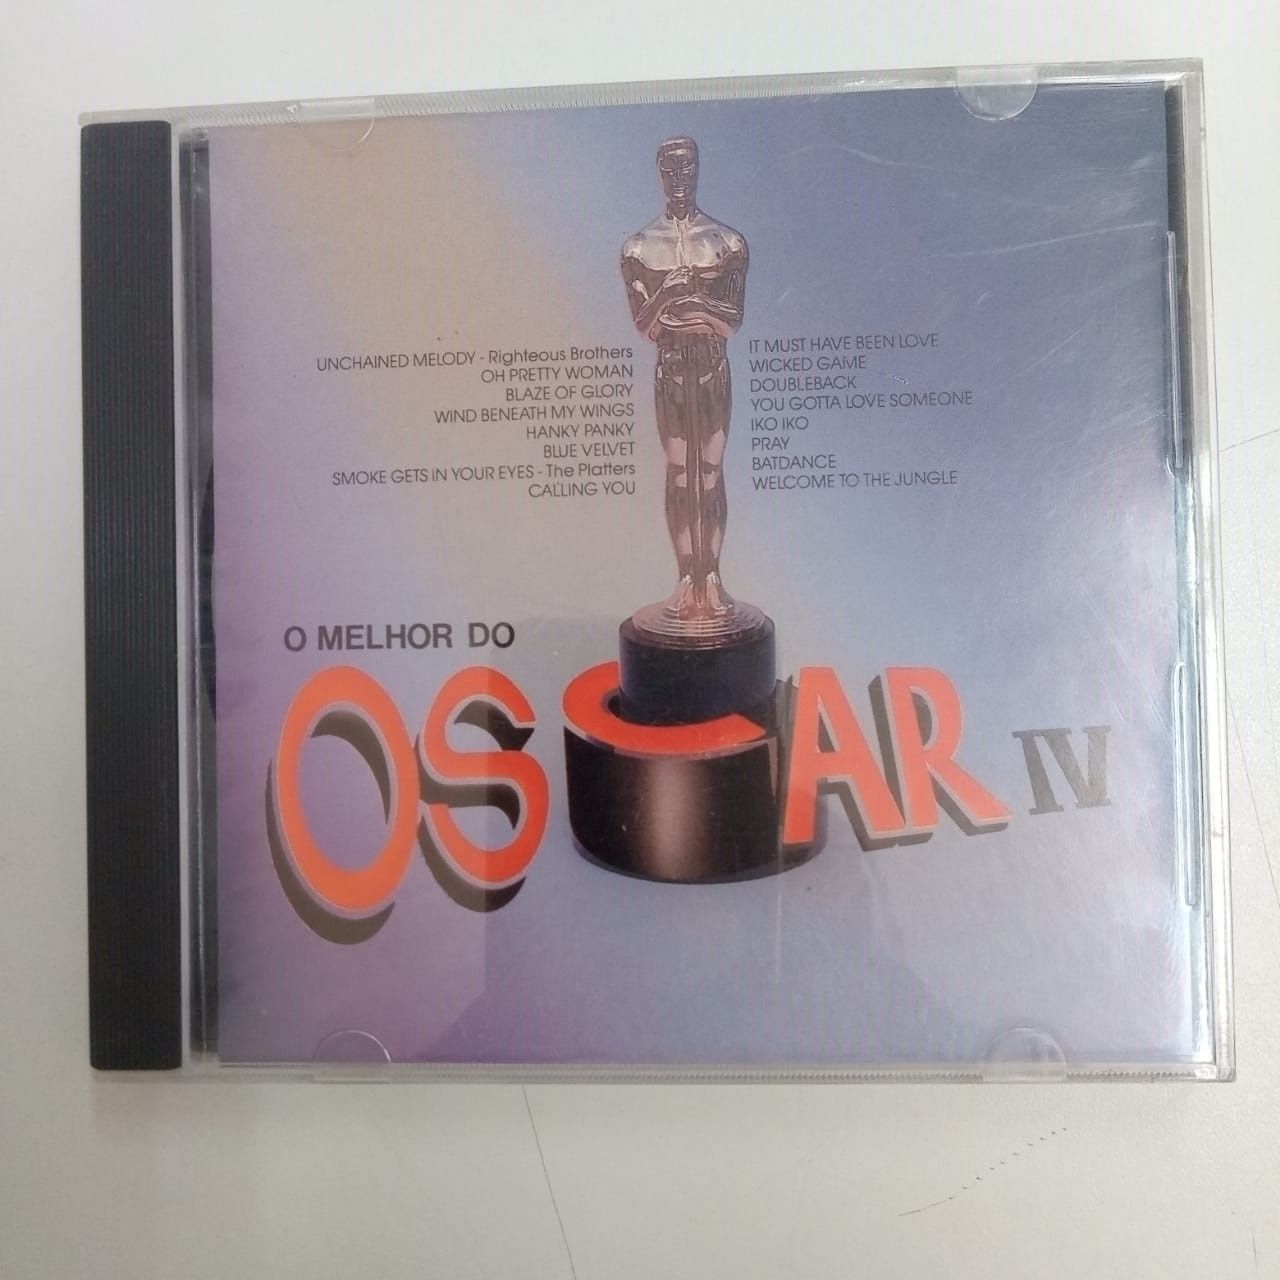 UNCHAINED MELODY - Righteous Brothers
OH PRETTY WOMAN
BLAZE OF GLORY
WIND BENEATH MY WINGS
HANKY PANKY
BLUE VELVET
SMOKE GETS IN YOUR EYES - The Platters
CALLING YOU
IT MUST HAVE BEEN LOVE
WICKED GAME
DOUBLEBACK
YOU GOTTA LOVE SOMEONE
IKO IKO
PRAY
BATDANCE
WELCOME TO THE JUNGLE
O MELHOR DO
OSCAR IV